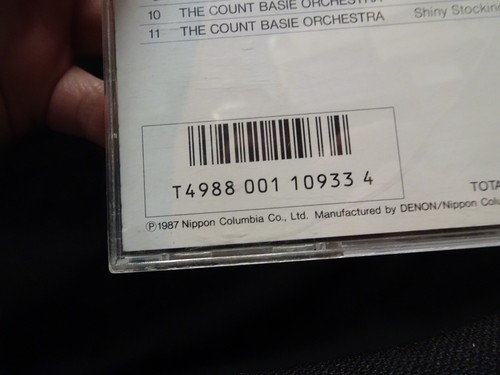 10 THE COUNT BASIE ORCHESTRA
11 THE COUNT BASIE ORCHESTRA Shiny Stockin
T4988 001 10933 4
TOTA
℗1987 Nippon Columbia Co., Ltd. Manufactured by DENON/Nippon Colu